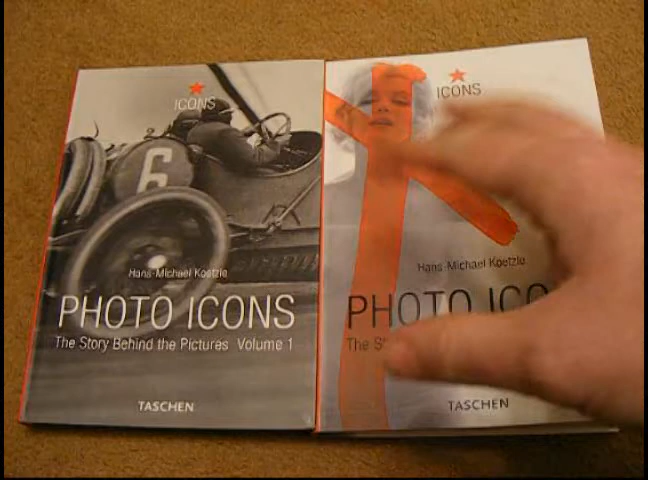 ICONS
6
Hans-Michael Koetzle
PHOTO ICONS
The Story Behind the Pictures Volume 1
TASCHEN
ICONS
Hans-Michael Koetzle
PHOTO ICO
The S
TASCHEN